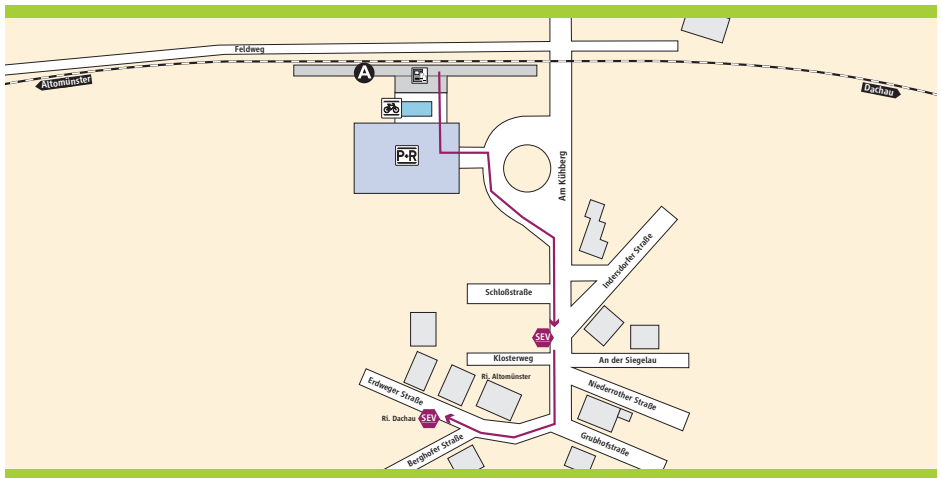 Feldweg
Altomünster
A
Dachau
P+R
Am Kühberg
Indersdorfer Straße
Schloßstraße
SEV
Klosterweg
An der Siegelau
Ri. Altomünster
Erdweger Straße
Niederrother Straße
Ri. Dachau
SEV
Berghofer Straße
Grubhofstraße